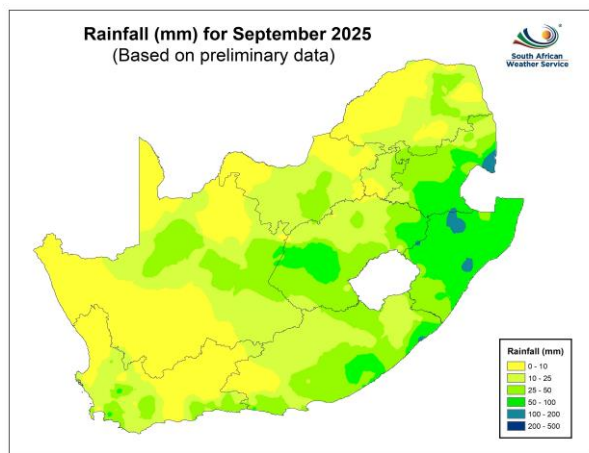 Rainfall (mm) for September 2025
(Based on preliminary data)
South African
Weather Service
Rainfall (mm)
0 - 10
10 - 25
25 - 50
50 - 100
100 - 200
200 - 500